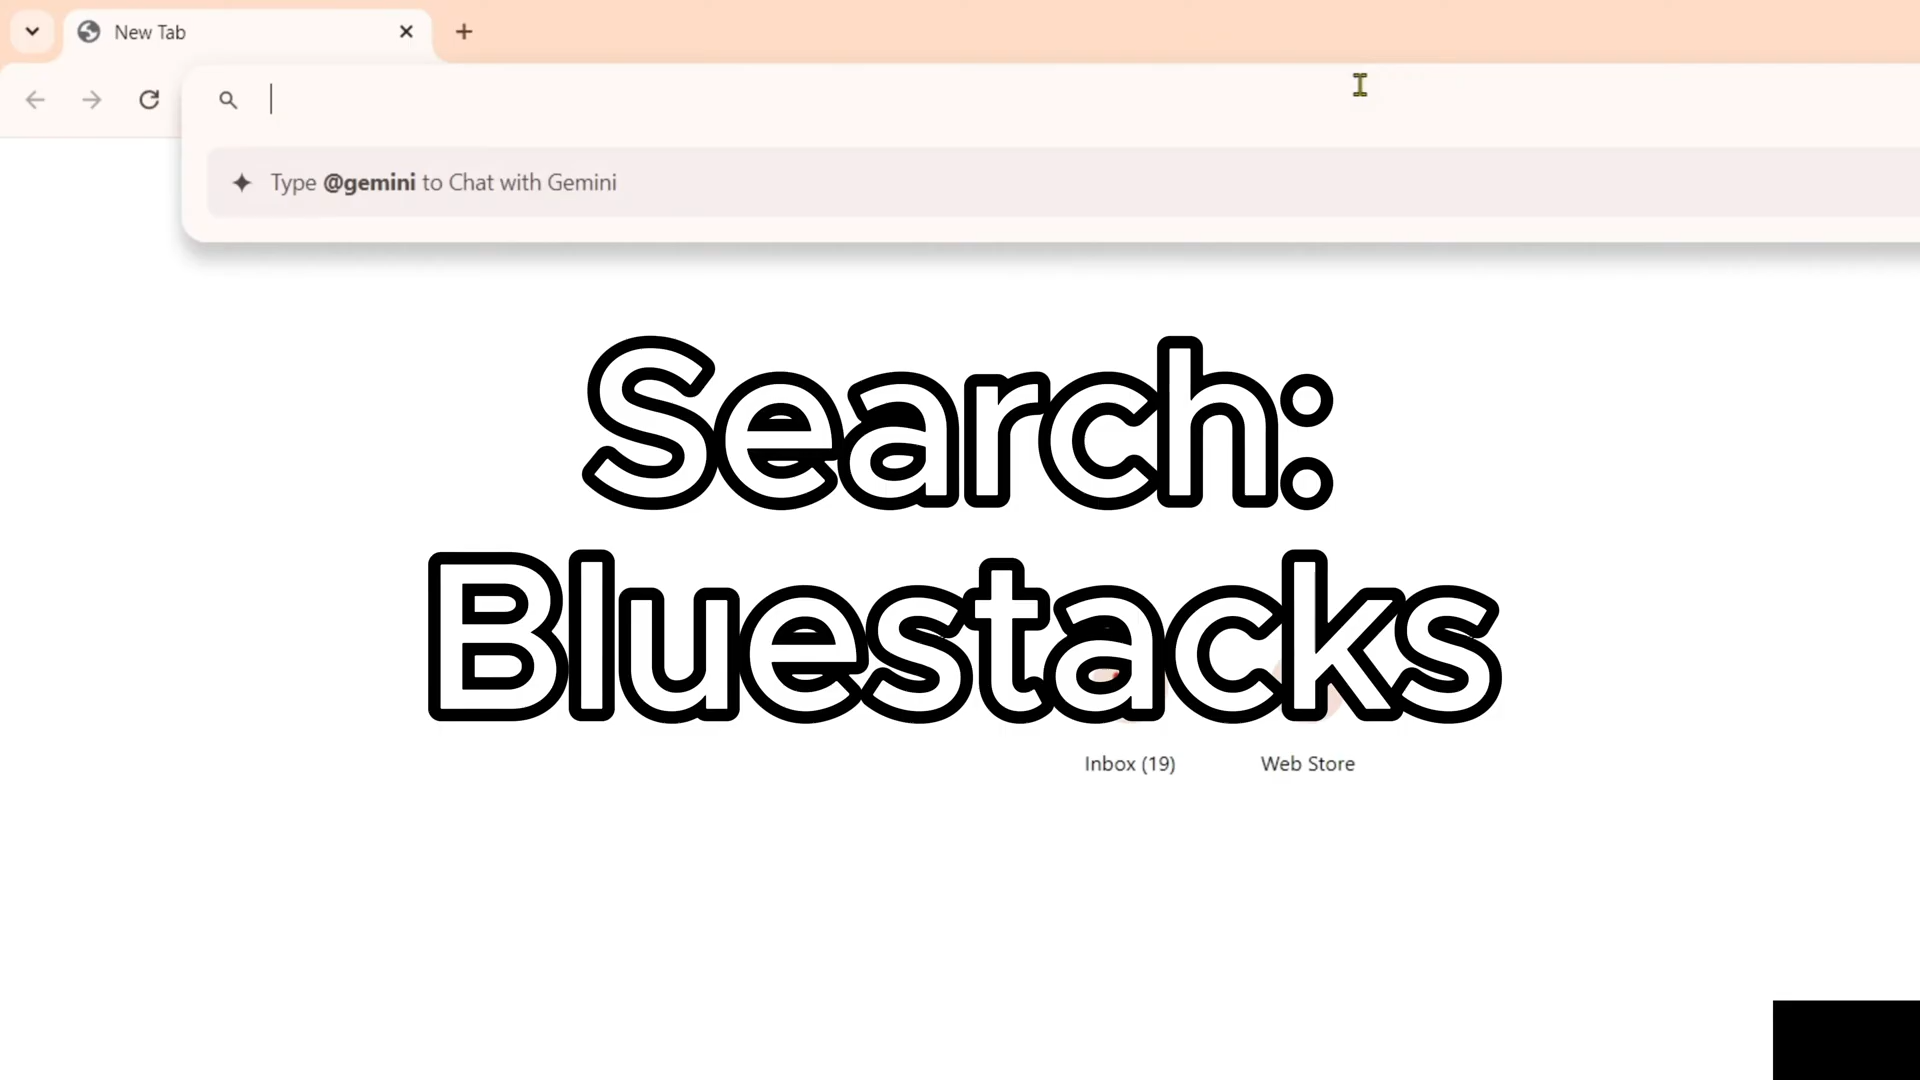 New Tab
Type @gemini to Chat with Gemini
Search:
Bluestacks
Inbox (19)
Web Store